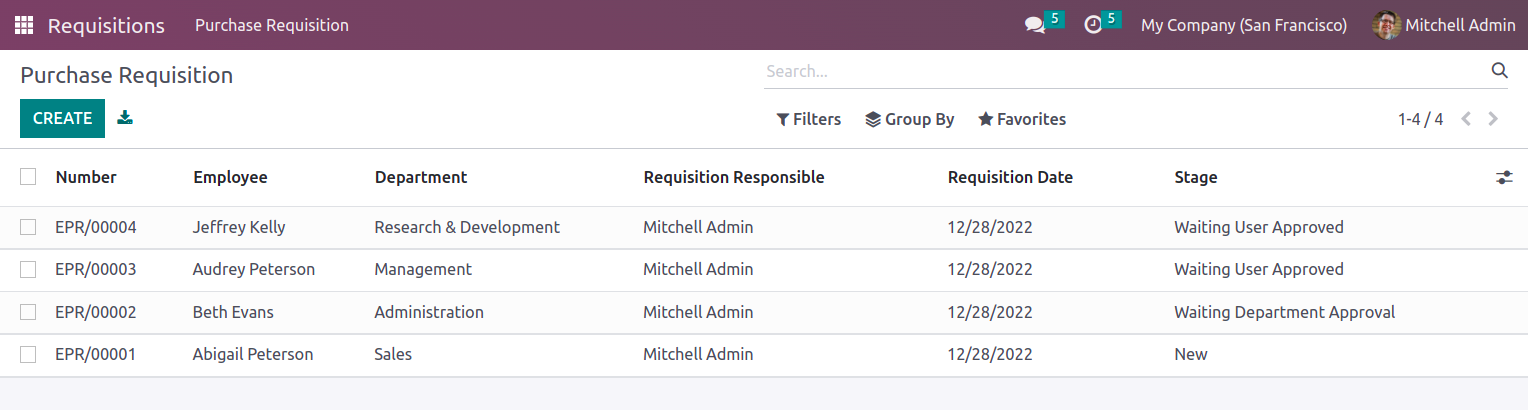 Requisitions Purchase Requisition 5 5 My Company (San Francisco) Mitchell Admin
Purchase Requisition Search...
CREATE Filters Group By Favorites 1-4 / 4
Number Employee Department Requisition Responsible Requisition Date Stage
EPR/00004 Jeffrey Kelly Research & Development Mitchell Admin 12/28/2022 Waiting User Approved
EPR/00003 Audrey Peterson Management Mitchell Admin 12/28/2022 Waiting User Approved
EPR/00002 Beth Evans Administration Mitchell Admin 12/28/2022 Waiting Department Approval
EPR/00001 Abigail Peterson Sales Mitchell Admin 12/28/2022 New